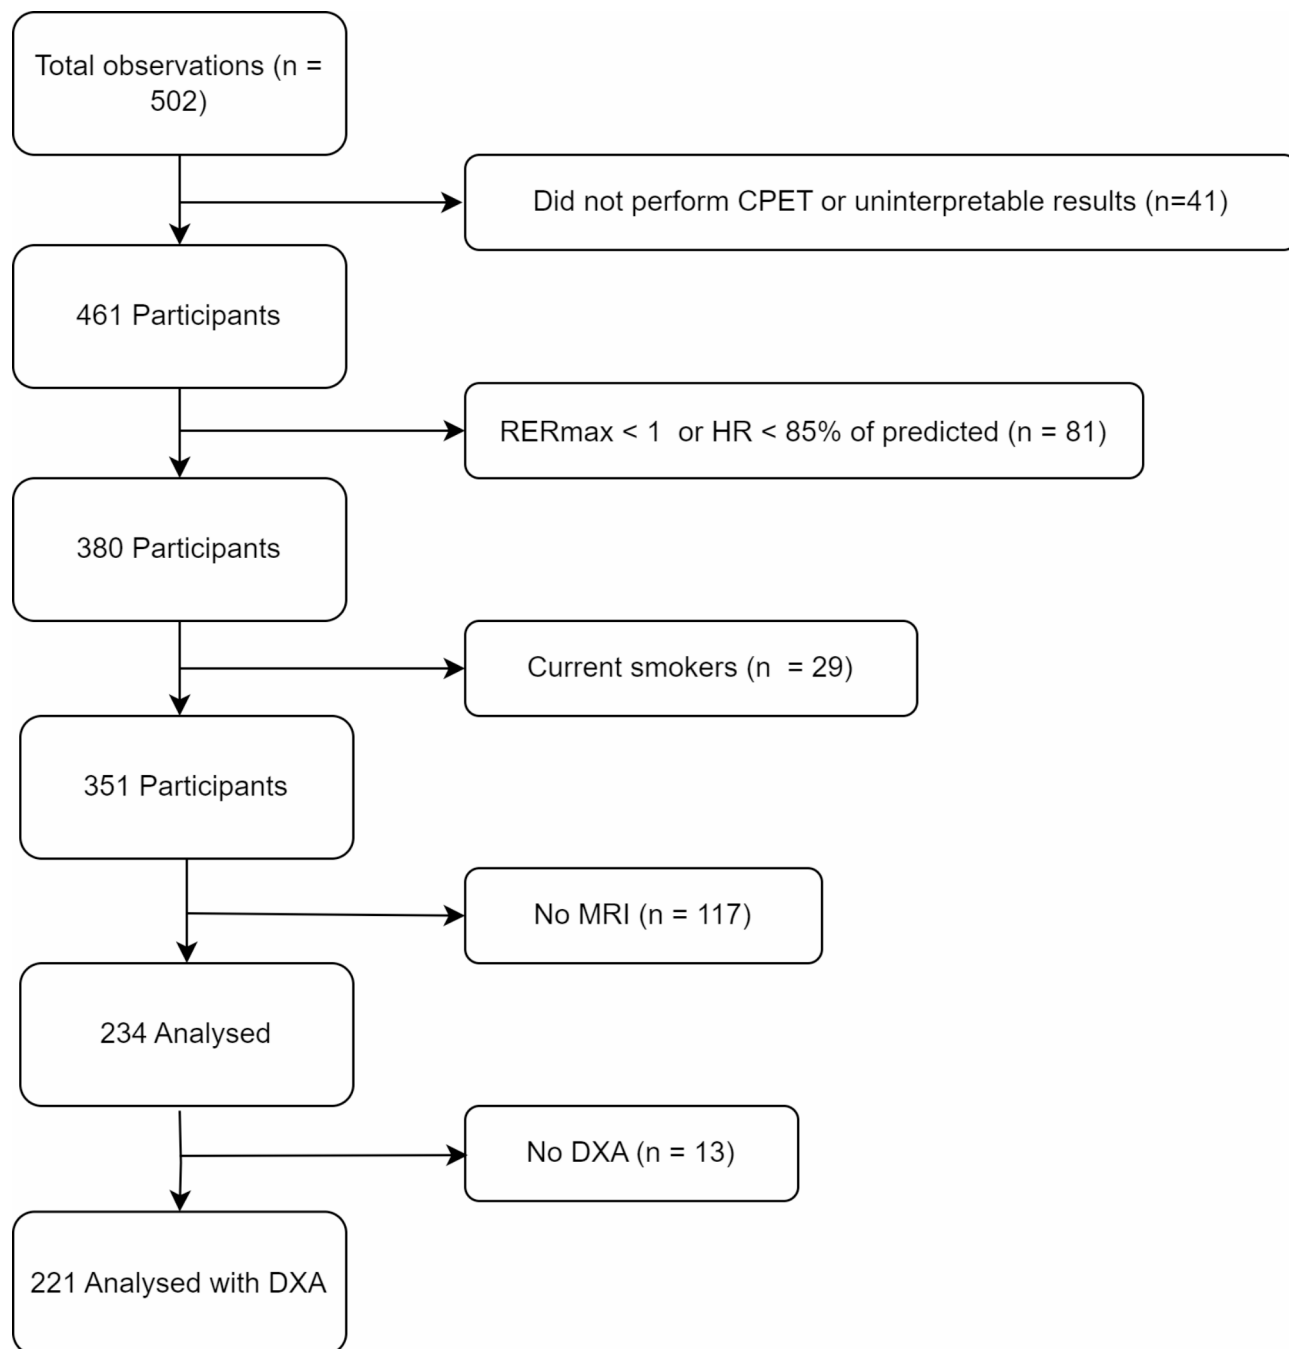 Total observations (n =
502)
Did not perform CPET or uninterpretable results (n=41)
461 Participants
RERmax < 1  or HR < 85% of predicted (n = 81)
380 Participants
Current smokers (n  = 29)
351 Participants
No MRI (n = 117)
234 Analysed
No DXA (n = 13)
221 Analysed with DXA